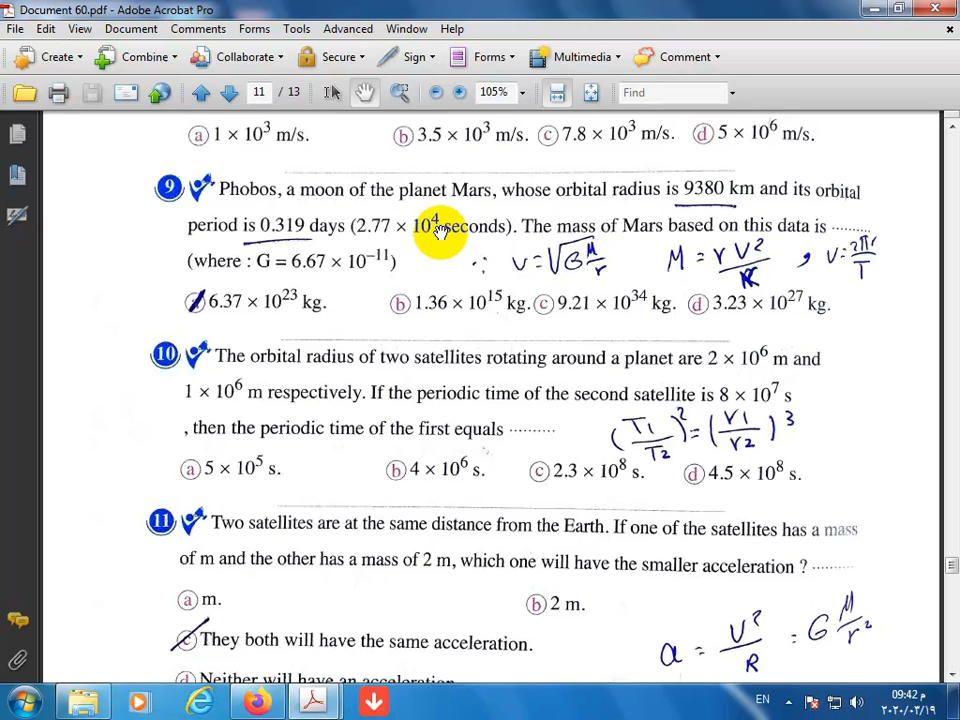 Document 60.pdf - Adobe Acrobat Pro
File Edit View Document Comments Forms Tools Advanced Window Help
Create Combine Collaborate Secure Sign Forms Multimedia Comment
11 / 13 105% Find
ⓐ 1 × 10³ m/s. ⓑ 3.5 × 10³ m/s. ⓒ 7.8 × 10³ m/s. ⓓ 5 × 10⁶ m/s.
9 Phobos, a moon of the planet Mars, whose orbital radius is 9380 km and its orbital
period is 0.319 days (2.77 × 10⁴ seconds). The mass of Mars based on this data is ..........
(where : G = 6.67 × 10⁻¹¹) ∵ v = √G M/r M = r v²/ , v = 2πr/T
ⓐ 6.37 × 10²³ kg. ⓑ 1.36 × 10¹⁵ kg. ⓒ 9.21 × 10³⁴ kg. ⓓ 3.23 × 10²⁷ kg.
10 The orbital radius of two satellites rotating around a planet are 2 × 10⁶ m and
1 × 10⁶ m respectively. If the periodic time of the second satellite is 8 × 10⁷ s
, then the periodic time of the first equals ..........
(T1/T2)² = (r1/r2)³
ⓐ 5 × 10⁵ s. ⓑ 4 × 10⁶ s. ⓒ 2.3 × 10⁸ s. ⓓ 4.5 × 10⁸ s.
11 Two satellites are at the same distance from the Earth. If one of the satellites has a mass
of m and the other has a mass of 2 m, which one will have the smaller acceleration ? ..........
ⓐ m. ⓑ 2 m.
ⓒ They both will have the same acceleration.
a = v²/R = G M/r²
ⓓ Neither will have an acceleration.
EN 09:42 م
٢٠٢٠/٠٣/١٩